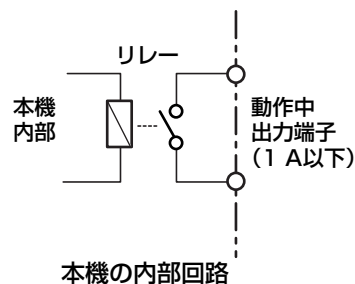 リレー
本機
内部
動作中
出力端子
（1 A以下）
本機の内部回路